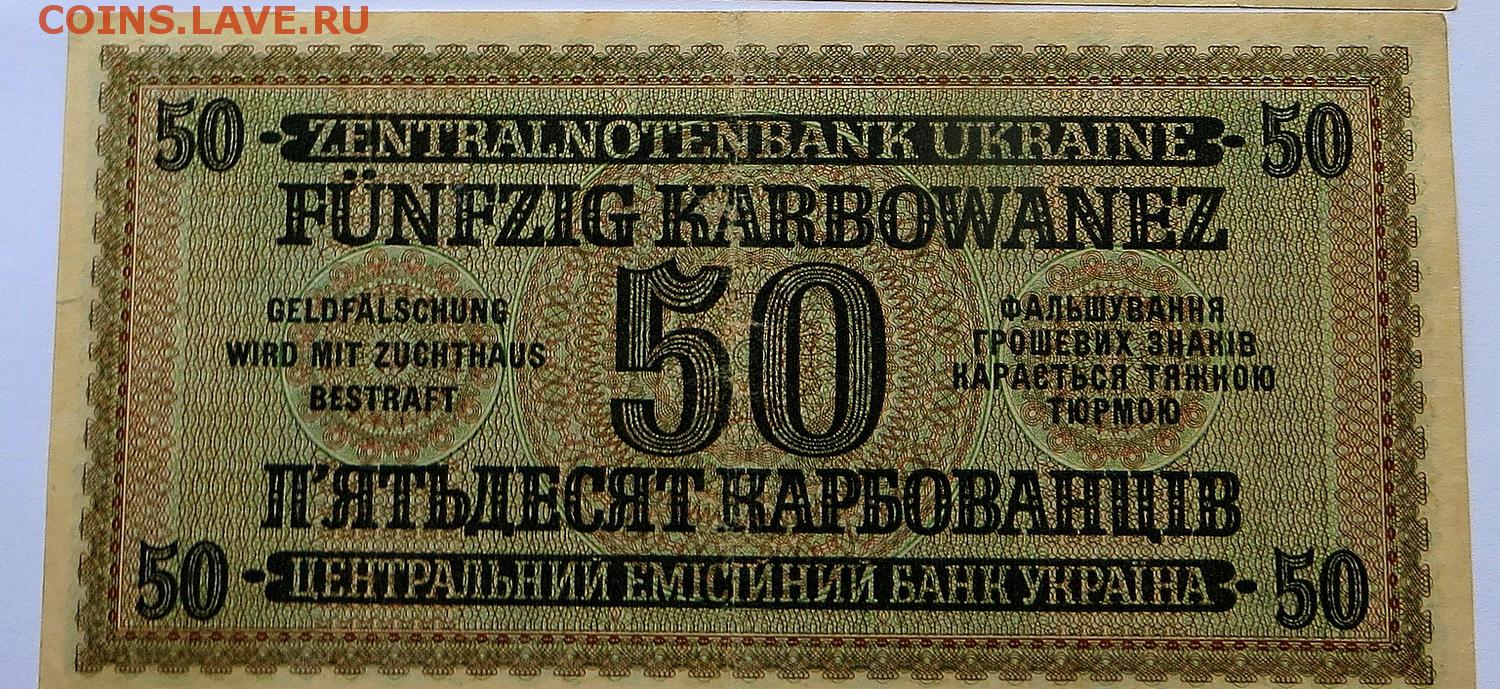 COINS.LAVE.RU
50 ZENTRALNOTENBANK UKRAINE 50
FÜNFZIG KARBOWANEZ
50
GELDFÄLSCHUNG
WIRD MIT ZUCHTHAUS
BESTRAFT
ФАЛЬШУВАННЯ
ГРОШЕВИХ ЗНАКІВ
КАРАЄТЬСЯ ТЯЖКОЮ
ТЮРМОЮ
П'ЯТЬДЕСЯТ КАРБОВАНЦІВ
50 ЦЕНТРАЛЬНИЙ ЕМІСІЙНИЙ БАНК УКРАЇНА 50